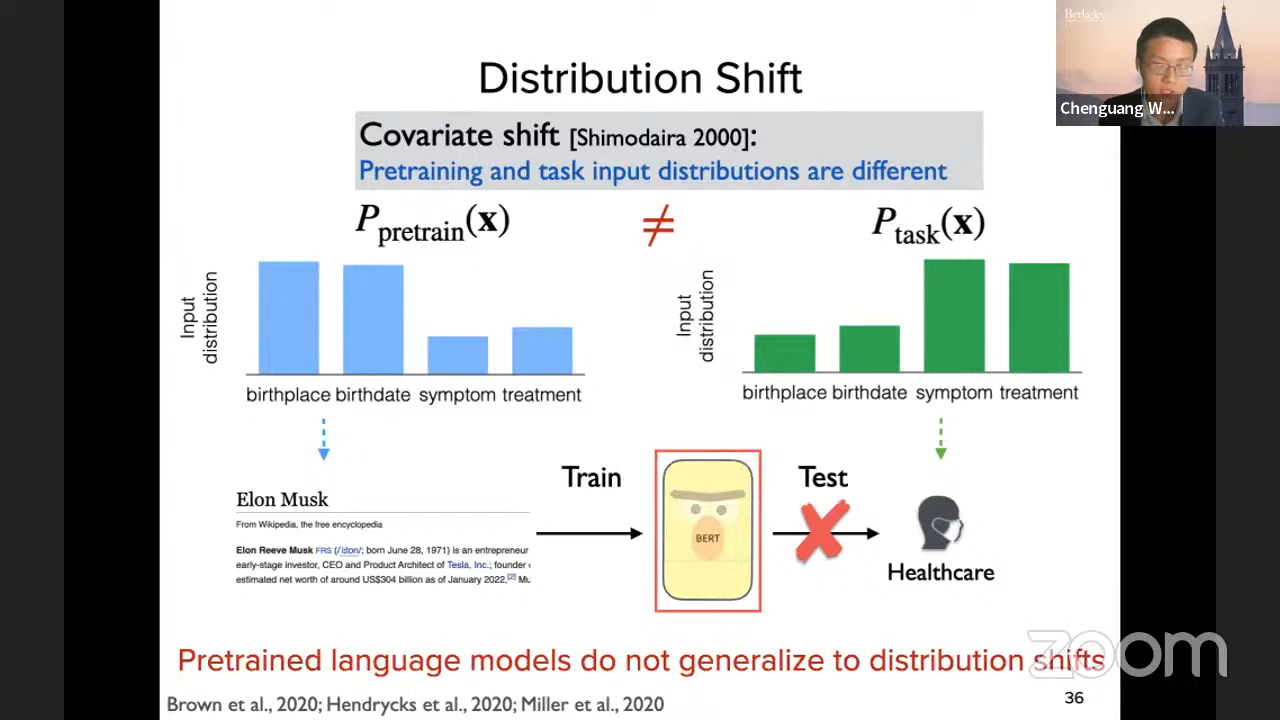 Berkeley
Chenguang W...
Distribution Shift
Covariate shift [Shimodaira 2000]:
Pretraining and task input distributions are different
P_pretrain(x)
≠
P_task(x)
Input
distribution
birthplace birthdate symptom treatment
Input
distribution
birthplace birthdate symptom treatment
Elon Musk
From Wikipedia, the free encyclopedia
Elon Reeve Musk FRS (/ˈiːlɒn/; born June 28, 1971) is an entrepreneur
early-stage investor, CEO and Product Architect of Tesla, Inc.; founder
estimated net worth of around US$304 billion as of January 2022,[2] Mu
Train
BERT
Test
Healthcare
Pretrained language models do not generalize to distribution shifts
zoom
Brown et al., 2020; Hendrycks et al., 2020; Miller et al., 2020
36